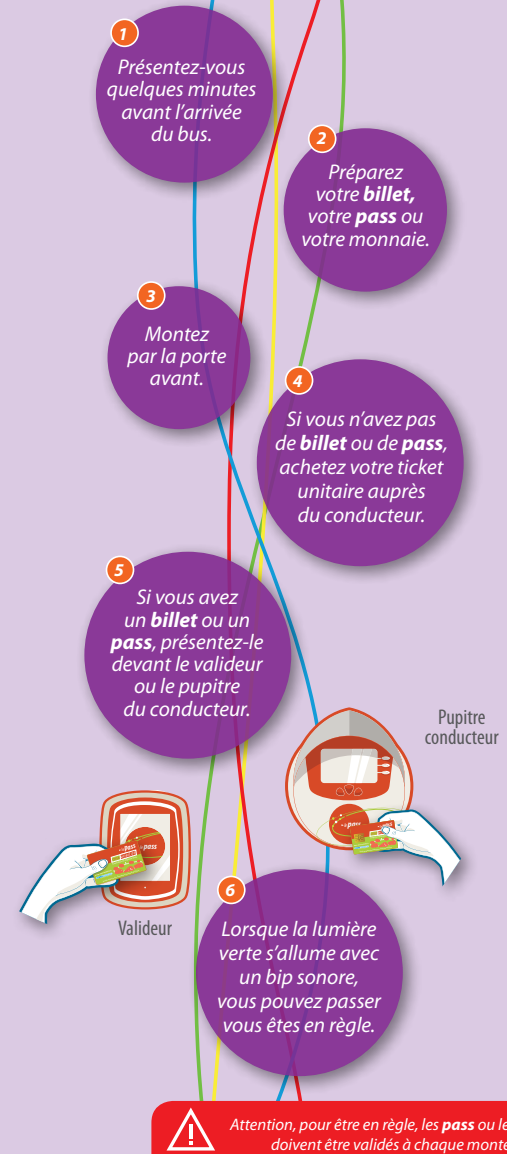 1
Présentez-vous
quelques minutes
avant l'arrivée
du bus.
2
Préparez
votre billet,
votre pass ou
votre monnaie.
3
Montez
par la porte
avant.
4
Si vous n'avez pas
de billet ou de pass,
achetez votre ticket
unitaire auprès
du conducteur.
5
Si vous avez
un billet ou un
pass, présentez-le
devant le valideur
ou le pupitre
du conducteur.
Pupitre
conducteur
pass
pass
Valideur
6
Lorsque la lumière
verte s'allume avec
un bip sonore,
vous pouvez passer
vous êtes en règle.
Attention, pour être en règle, les pass ou le
doivent être validés à chaque monte